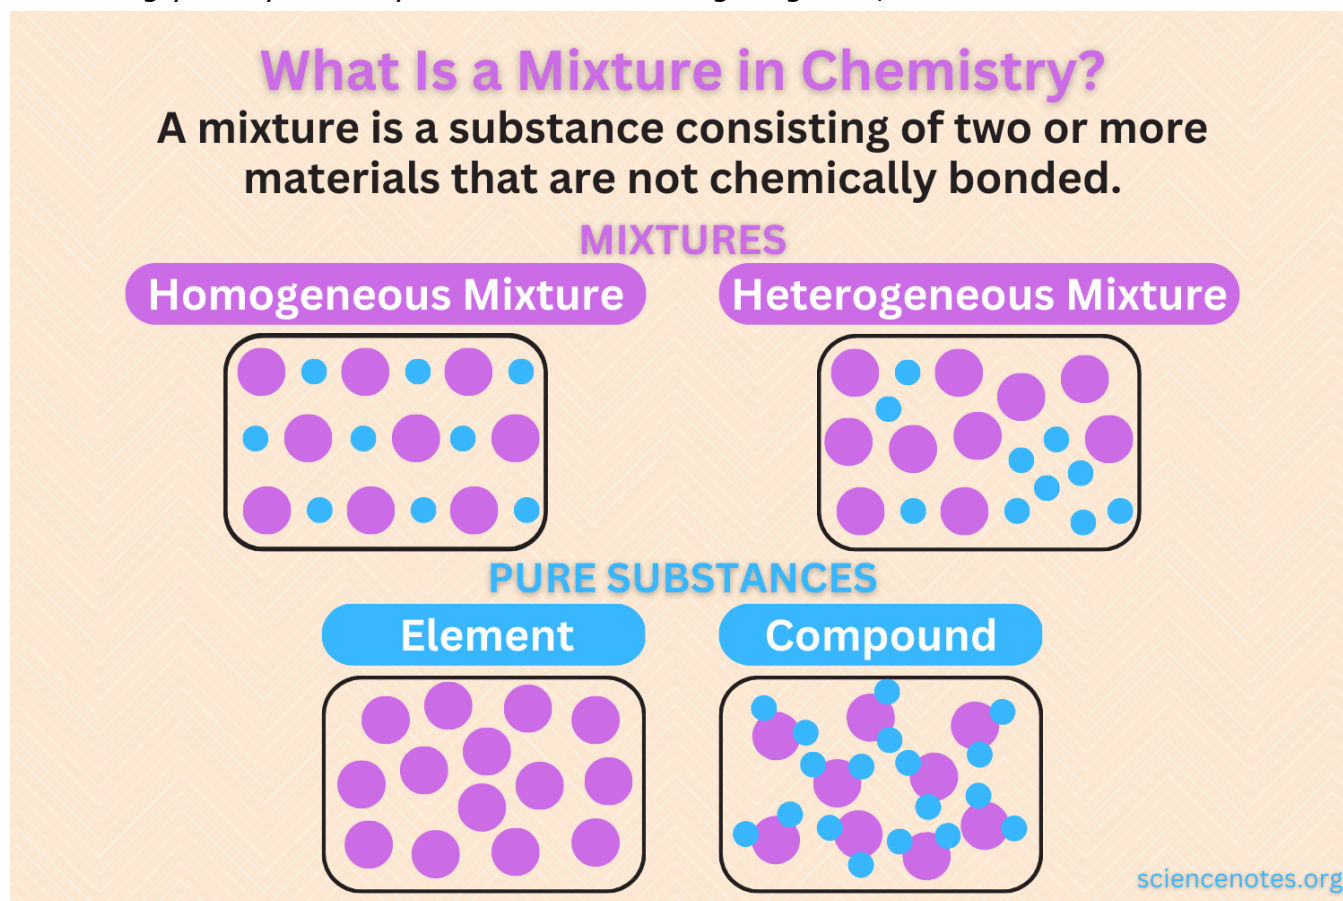 What Is a Mixture in Chemistry?
A mixture is a substance consisting of two or more
materials that are not chemically bonded.
MIXTURES
Homogeneous Mixture
Heterogeneous Mixture
PURE SUBSTANCES
Element
Compound
sciencenotes.org